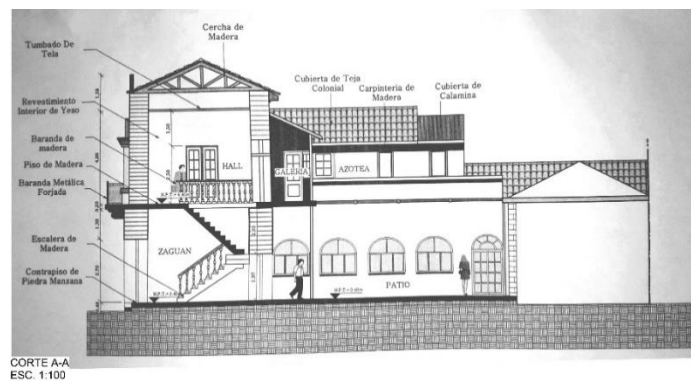 Cercha de
Madera
Tumbado De
Tela
Cubierta de Teja
Colonial
Carpinteria de
Madera
Cubierta de
Calamina
Revestimiento
Interior de Yeso
Baranda de
madera
Piso de Madera
Baranda Metálica
Forjada
Escalera de
Madera
Contrapiso de
Piedra Manzana
HALL
GALERIA
AZOTEA
ZAGUAN
PATIO
CORTE A-A
ESC. 1:100